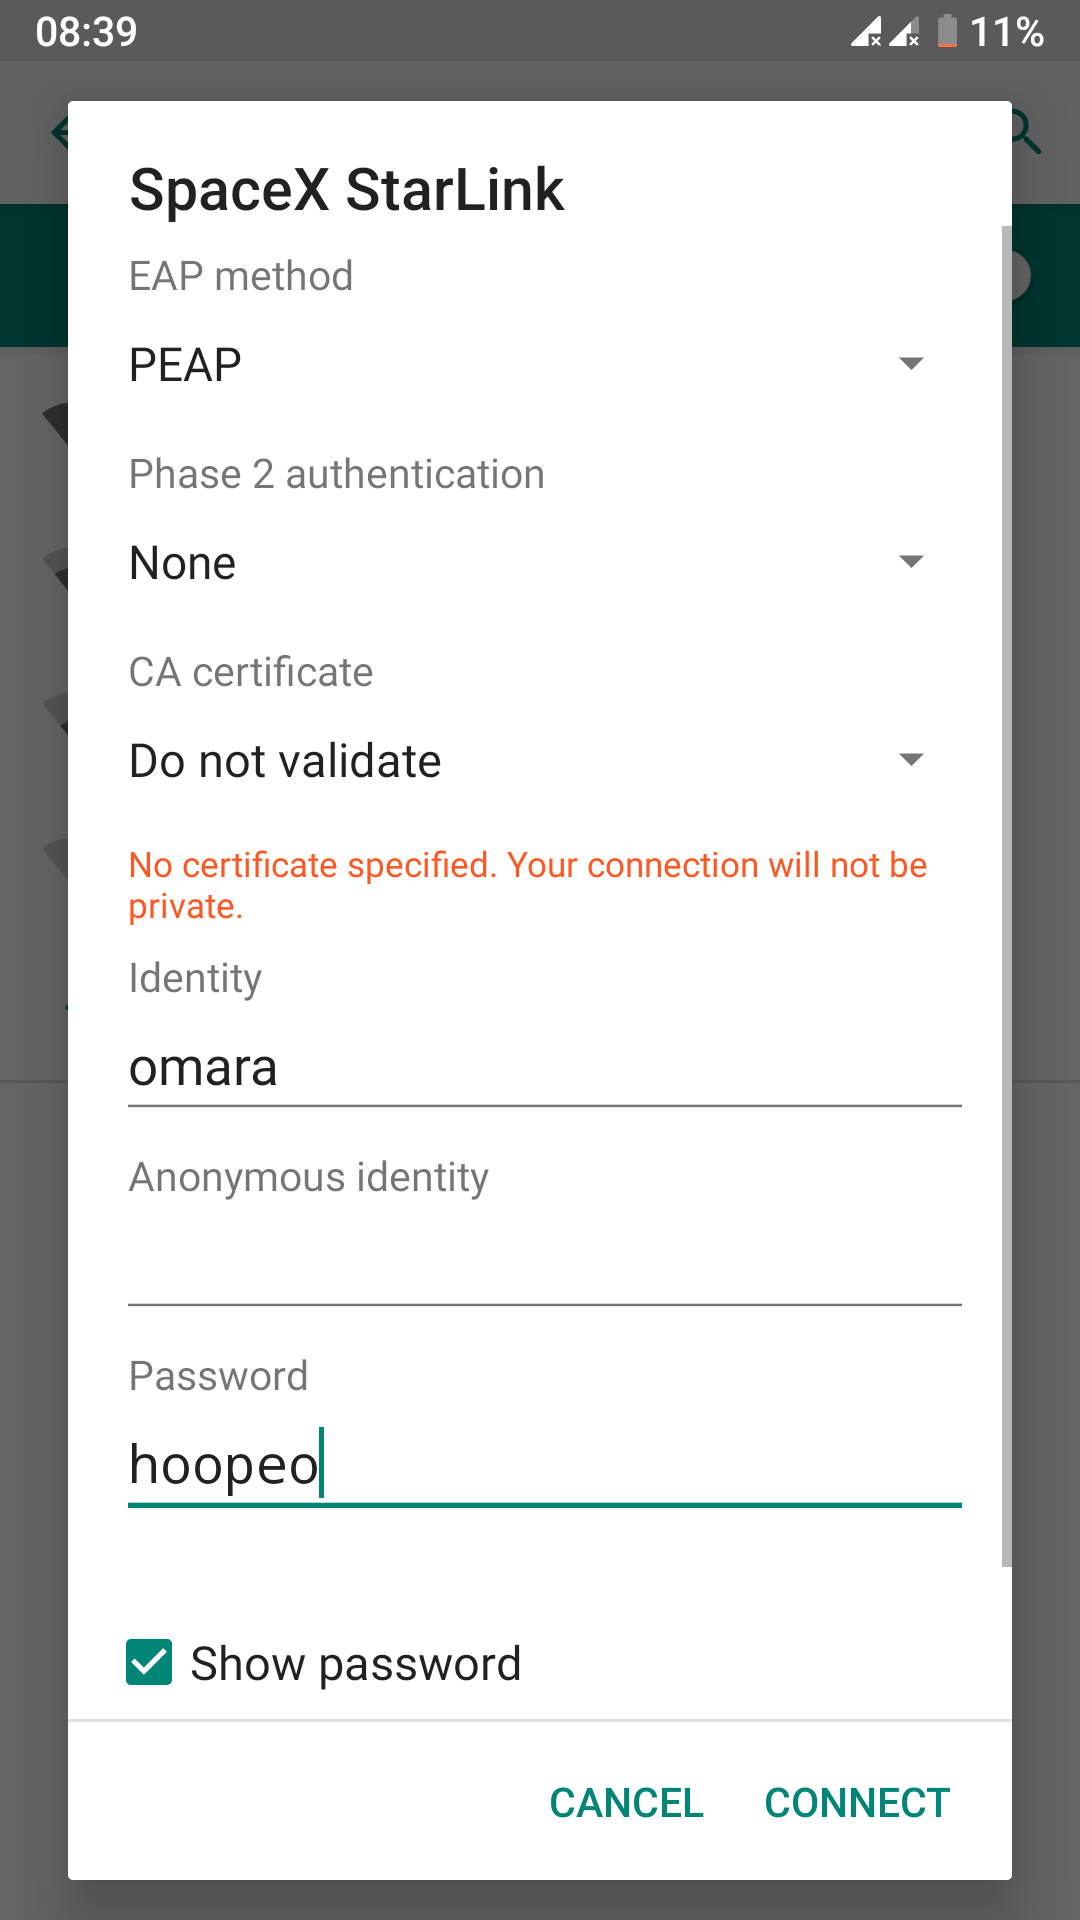 08:39
11%
SpaceX StarLink
EAP method
PEAP
Phase 2 authentication
None
CA certificate
Do not validate
No certificate specified. Your connection will not be
private.
Identity
omara
Anonymous identity
Password
hoopeo
Show password
CANCEL CONNECT